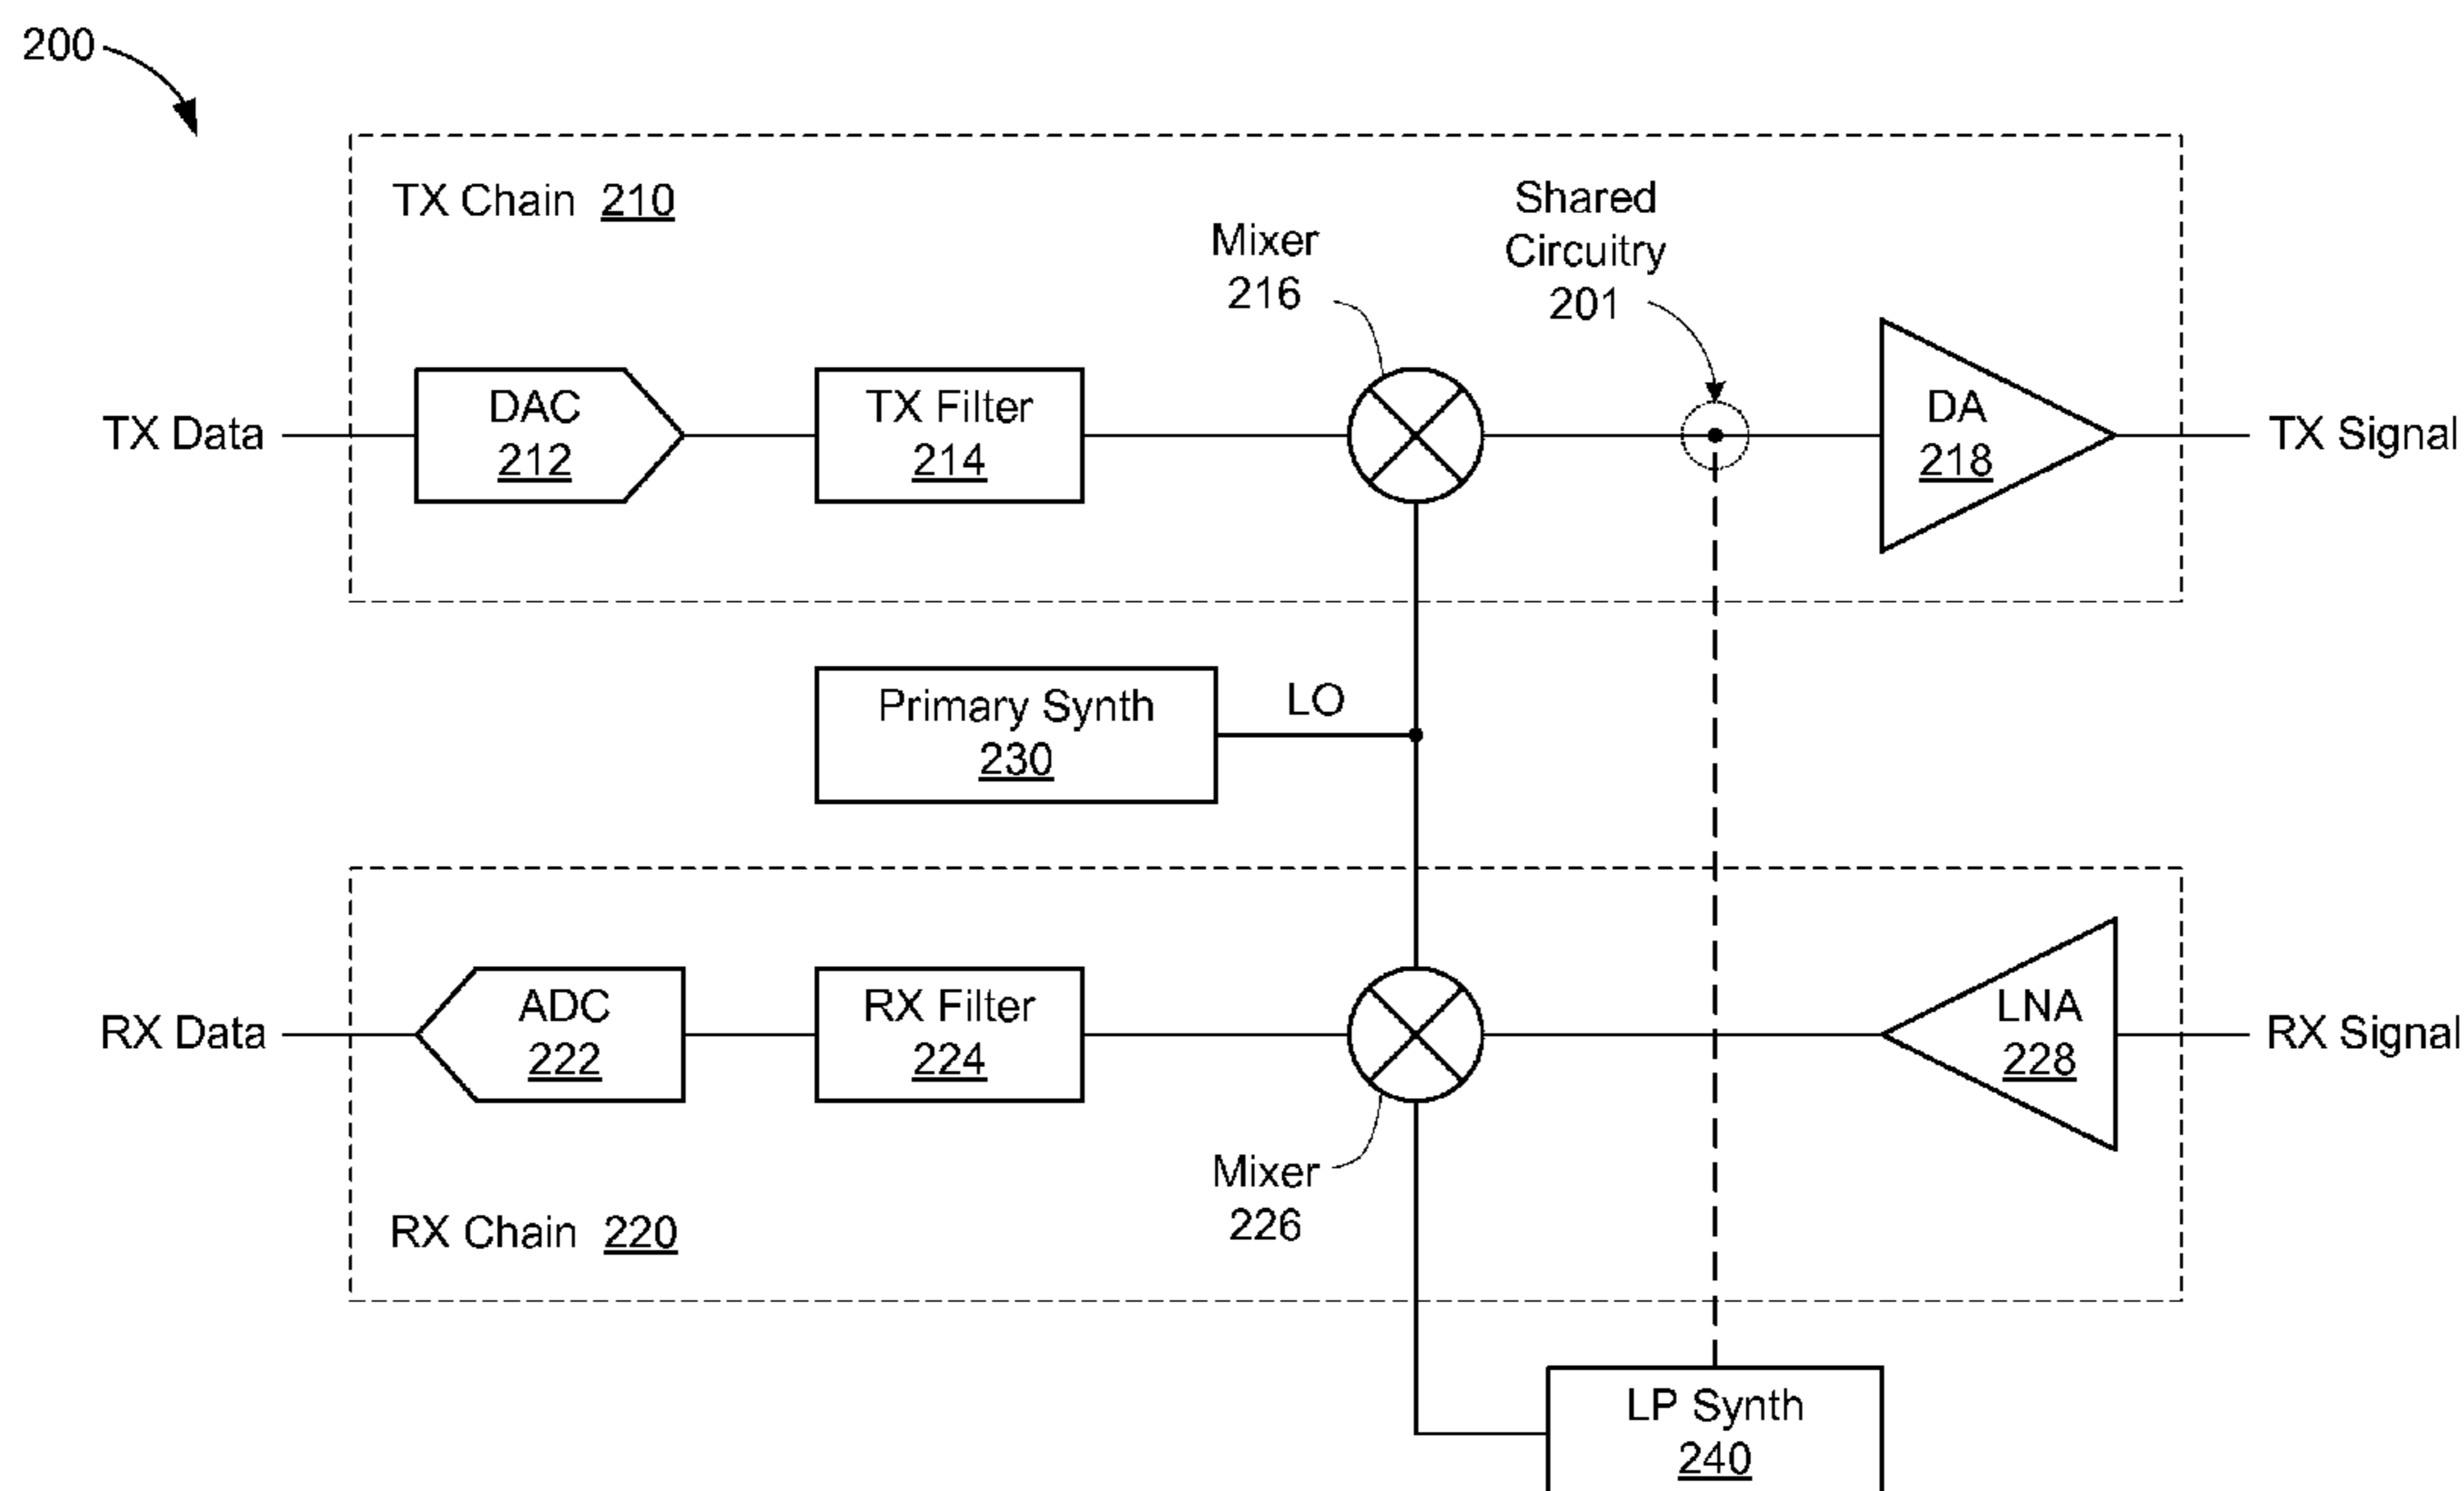 200
TX Chain 210
Shared
Circuitry
201
Mixer
216
TX Data
DAC
212
TX Filter
214
DA
218
TX Signal
Primary Synth
230
LO
RX Data
ADC
222
RX Filter
224
LNA
228
RX Signal
Mixer
226
RX Chain 220
LP Synth
240